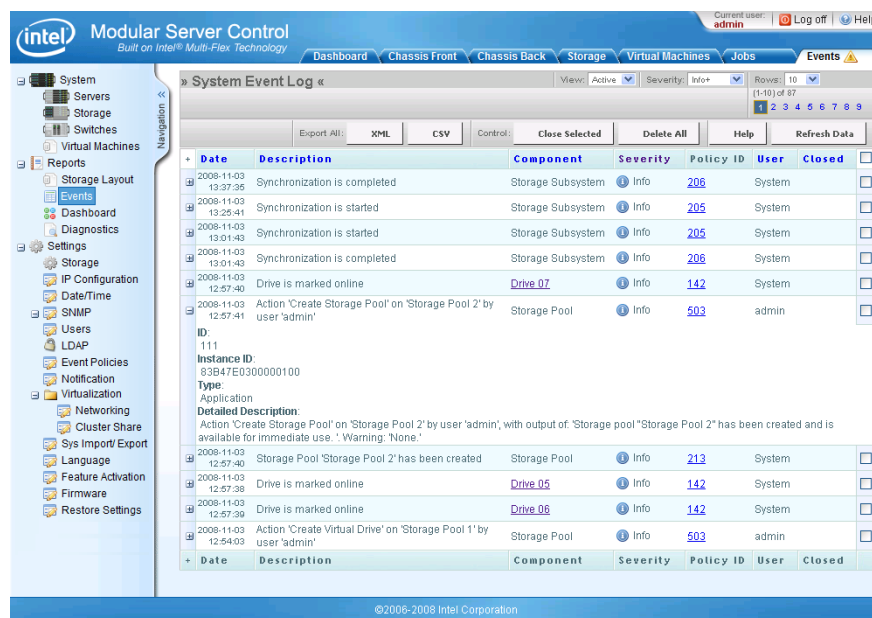 intel
Modular Server Control
Built on Intel® Multi-Flex Technology
Current user:
admin
Log off
Help
Dashboard
Chassis Front
Chassis Back
Storage
Virtual Machines
Jobs
Events
System
Servers
Storage
Switches
Virtual Machines
Reports
Storage Layout
Events
Dashboard
Diagnostics
Settings
Storage
IP Configuration
Date/Time
SNMP
Users
LDAP
Event Policies
Notification
Virtualization
Networking
Cluster Share
Sys Import/ Export
Language
Feature Activation
Firmware
Restore Settings
«
Navigation
» System Event Log «
View: Active Severity: Info+ Rows: 10
(1-10) of 87
1 2 3 4 5 6 7 8 9
Export All: XML CSV Control: Close Selected Delete All Help Refresh Data
+ Date Description Component Severity Policy ID User Closed
2008-11-03 13:37:35 Synchronization is completed Storage Subsystem Info 206 System
2008-11-03 13:25:41 Synchronization is started Storage Subsystem Info 205 System
2008-11-03 13:01:43 Synchronization is started Storage Subsystem Info 205 System
2008-11-03 13:01:43 Synchronization is completed Storage Subsystem Info 206 System
2008-11-03 12:57:40 Drive is marked online Drive 07 Info 142 System
2008-11-03 12:57:41 Action 'Create Storage Pool' on 'Storage Pool 2' by user 'admin' Storage Pool Info 503 admin
ID:
111
Instance ID:
83B47E0300000100
Type:
Application
Detailed Description:
Action 'Create Storage Pool' on 'Storage Pool 2' by user 'admin', with output of: 'Storage pool "Storage Pool 2" has been created and is
available for immediate use. '. Warning: 'None.'
2008-11-03 12:57:40 Storage Pool 'Storage Pool 2' has been created Storage Pool Info 213 System
2008-11-03 12:57:38 Drive is marked online Drive 05 Info 142 System
2008-11-03 12:57:39 Drive is marked online Drive 06 Info 142 System
2008-11-03 12:54:03 Action 'Create Virtual Drive' on 'Storage Pool 1' by user 'admin' Storage Pool Info 503 admin
+ Date Description Component Severity Policy ID User Closed
©2006-2008 Intel Corporation